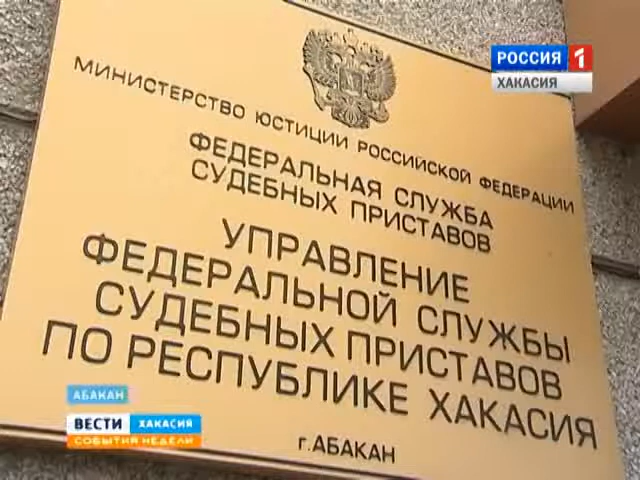 РОССИЯ 1
ХАКАСИЯ
МИНИСТЕРСТВО ЮСТИЦИИ РОССИЙСКОЙ ФЕДЕРАЦИИ
ФЕДЕРАЛЬНАЯ СЛУЖБА
СУДЕБНЫХ ПРИСТАВОВ
УПРАВЛЕНИЕ
ФЕДЕРАЛЬНОЙ СЛУЖБЫ
СУДЕБНЫХ ПРИСТАВОВ
ПО РЕСПУБЛИКЕ ХАКАСИЯ
г.АБАКАН
АБАКАН
ВЕСТИ ХАКАСИЯ
СОБЫТИЯ НЕДЕЛИ